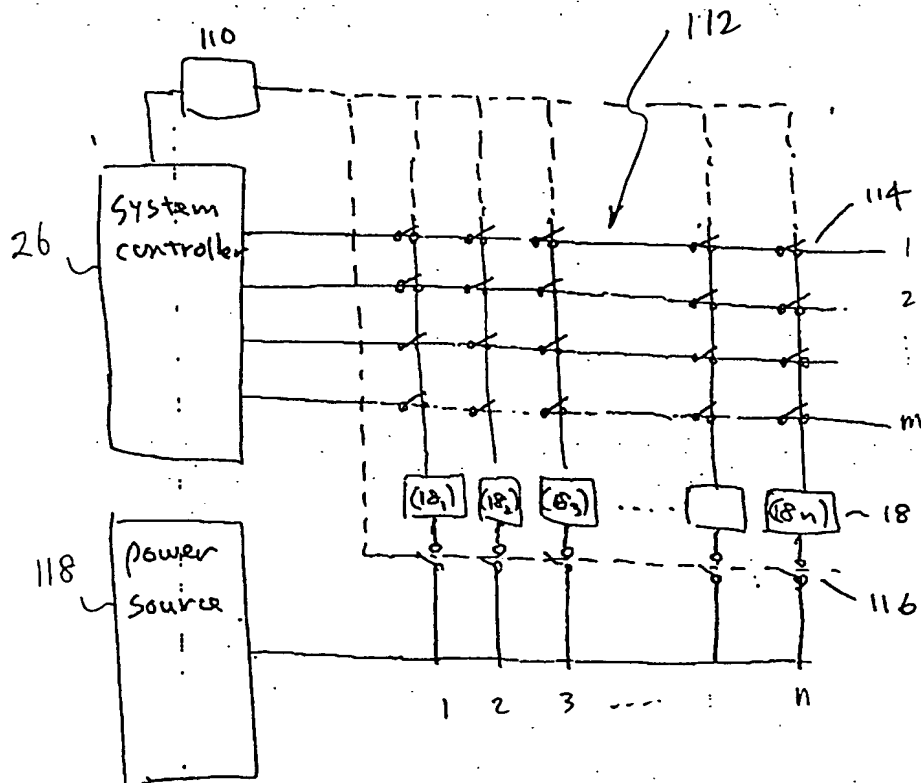 110
112
system
controller
26
114
1
2
⋮
m
(18₁) (18₂) (18₃) ..... (18n)
18
power
source
118
116
1 2 3 ..... n